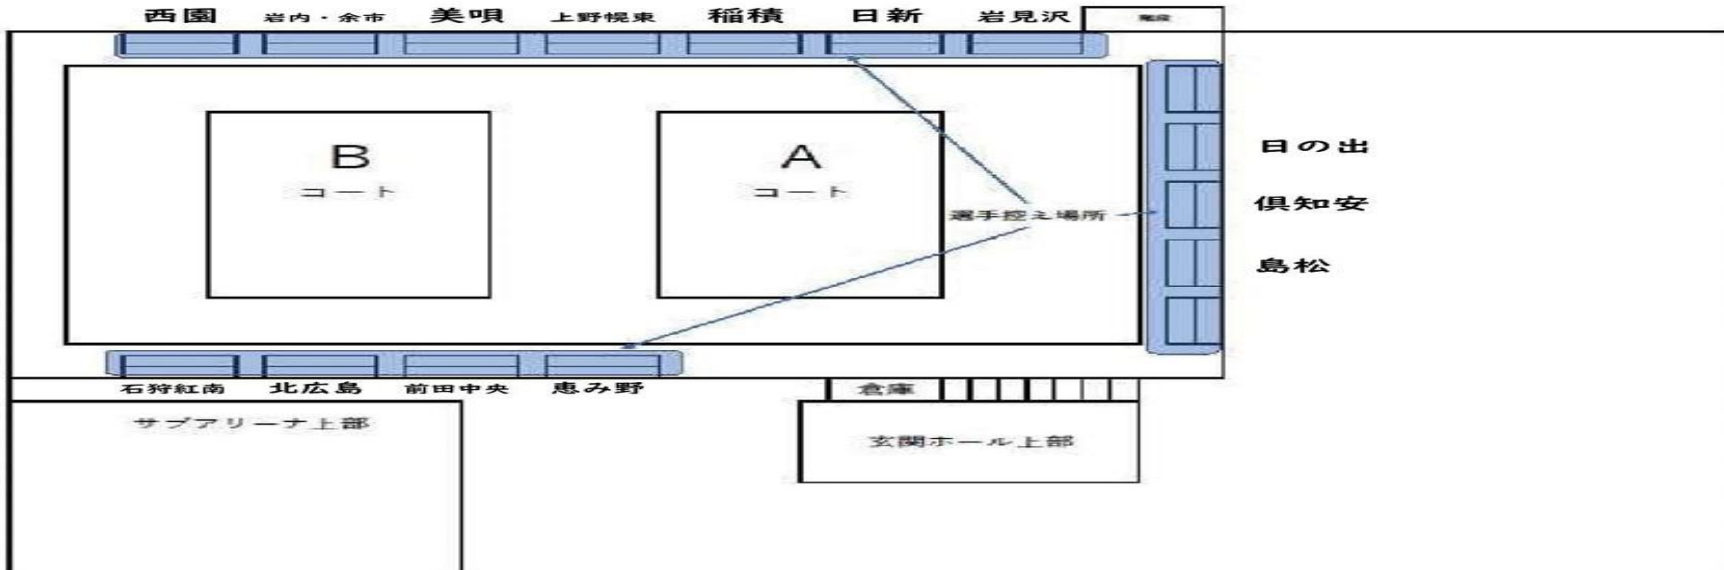 西園 岩内・余市 美唄 上野幌東 稲積 日新 岩見沢 階段
B
コート
A
コート
選手控え場所
日の出
倶知安
島松
石狩紅南 北広島 前田中央 恵み野 倉庫
サブアリーナ上部
玄関ホール上部